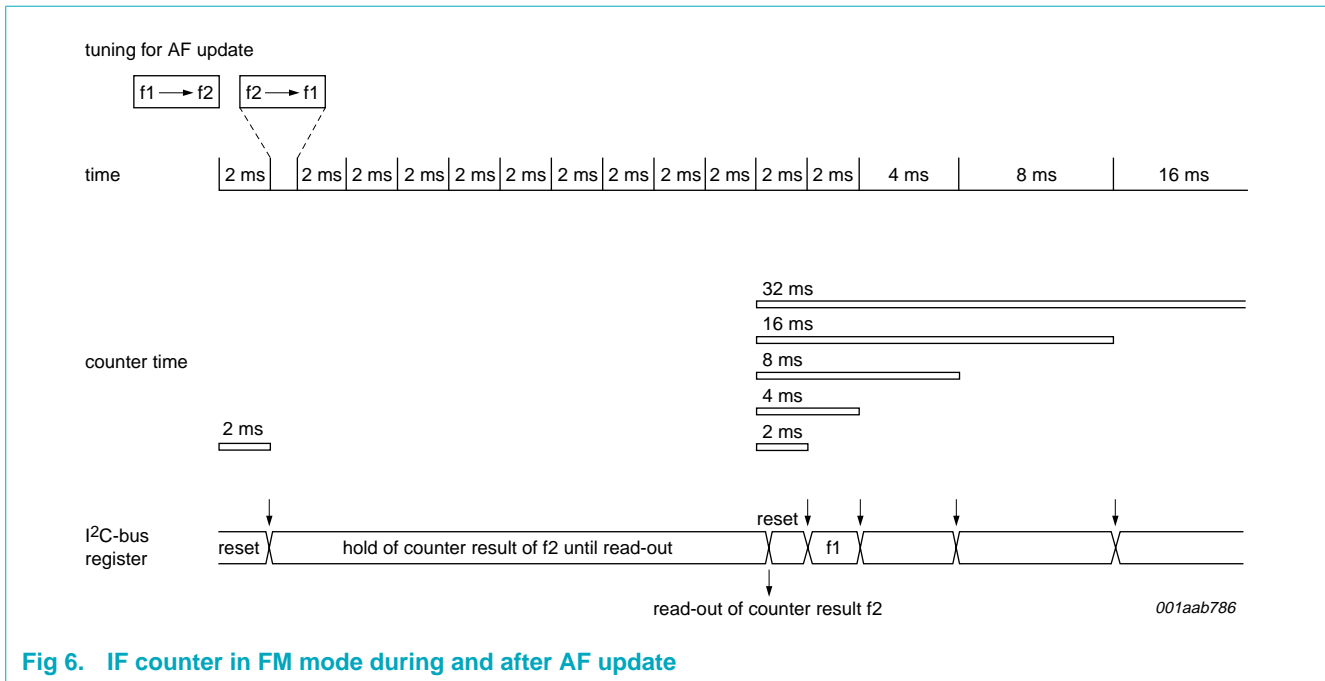 tuning for AF update
f1 → f2 f2 → f1
time 2 ms 2 ms 2 ms 2 ms 2 ms 2 ms 2 ms 2 ms 2 ms 2 ms 2 ms 2 ms 4 ms 8 ms 16 ms
32 ms
16 ms
counter time
8 ms
4 ms
2 ms 2 ms
reset
I²C-bus
register
reset hold of counter result of f2 until read-out f1
read-out of counter result f2 001aab786
Fig 6. IF counter in FM mode during and after AF update